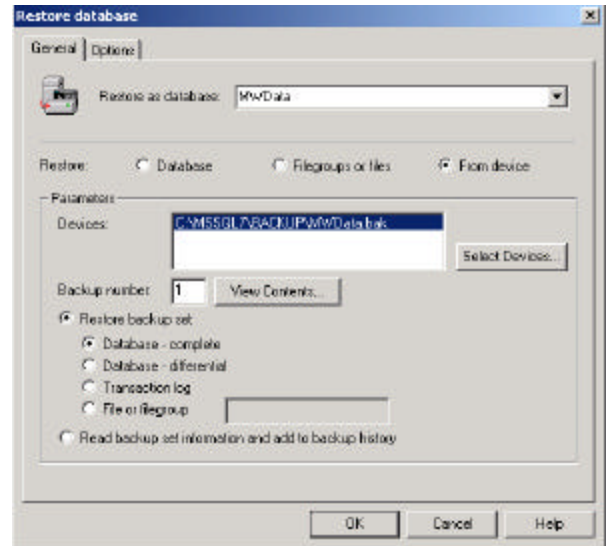 Restore database
General Options
Restore as database: MWData
Restore: Database Filegroups or files From device
Parameters
Devices: C:\MSSQL7\BACKUP\MWData.bak
Select Devices...
Backup number: 1 View Contents...
Restore backup set
Database - complete
Database - differential
Transaction log
File or filegroup
Read backup set information and add to backup history
OK Cancel Help